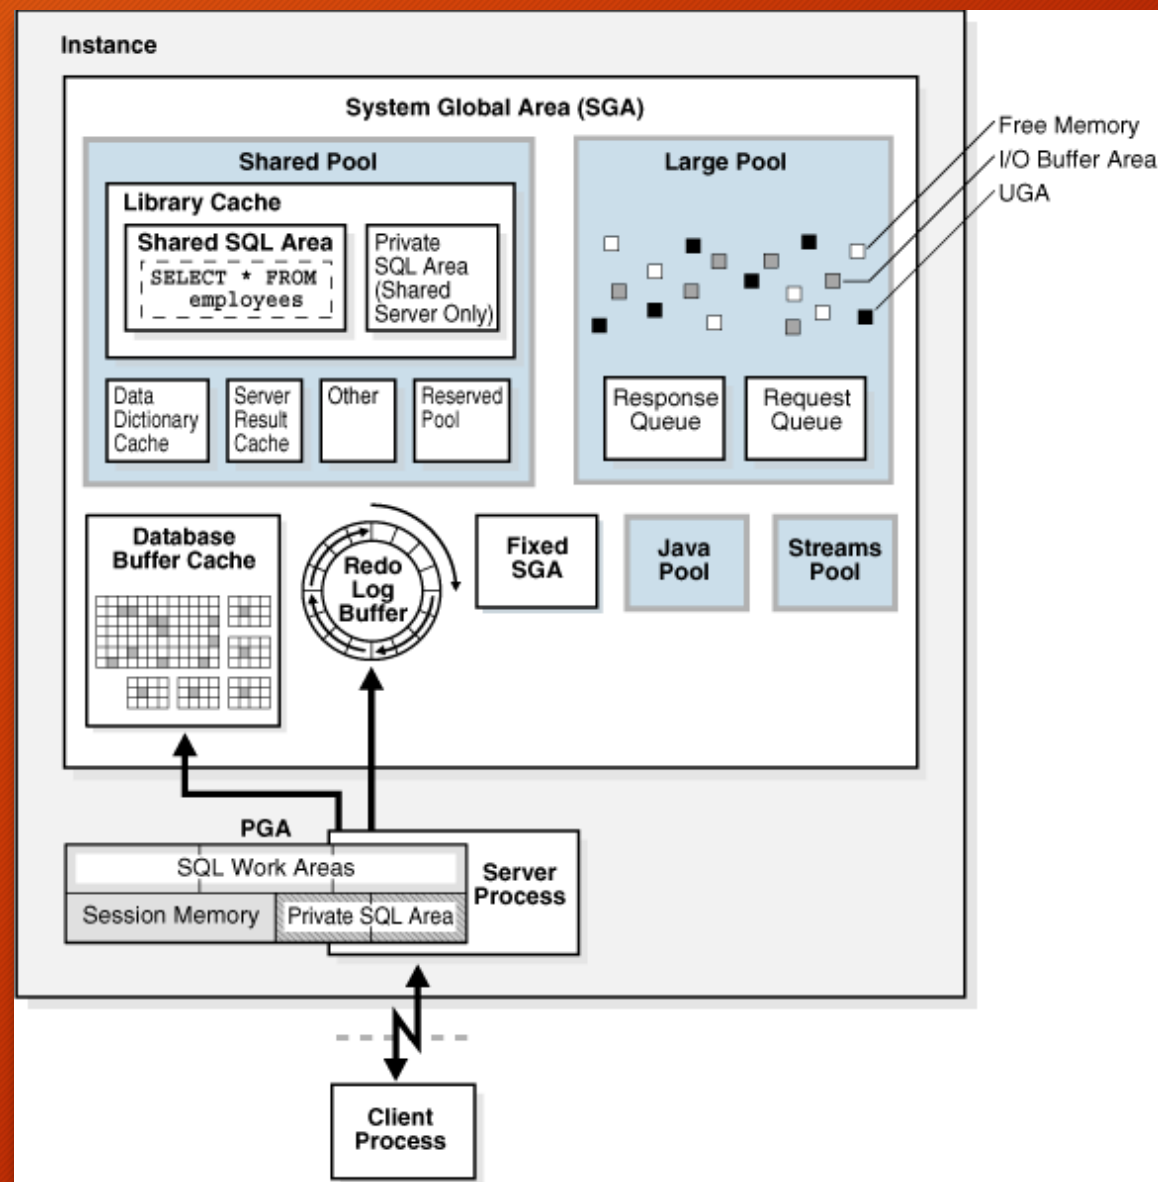 Instance
System Global Area (SGA)
Shared Pool
Library Cache
Shared SQL Area
SELECT * FROM
employees
Private
SQL Area
(Shared
Server Only)
Data
Dictionary
Cache
Server
Result
Cache
Other
Reserved
Pool
Large Pool
Free Memory
I/O Buffer Area
UGA
Response
Queue
Request
Queue
Database
Buffer Cache
Redo
Log
Buffer
Fixed
SGA
Java
Pool
Streams
Pool
PGA
SQL Work Areas
Session Memory
Private SQL Area
Server
Process
Client
Process